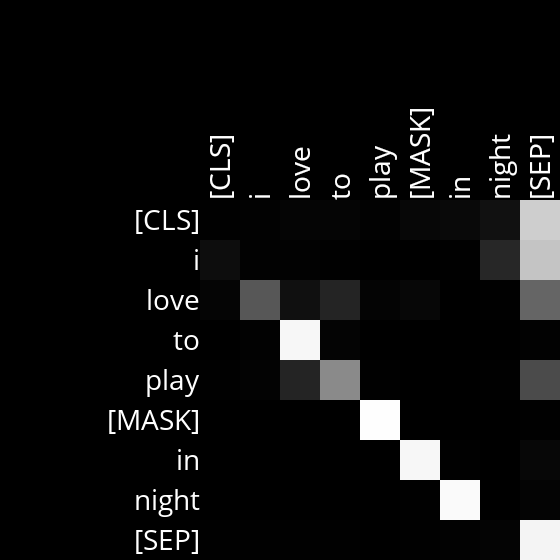 [CLS] i love to play [MASK] in night [SEP]
[CLS]
i
love
to
play
[MASK]
in
night
[SEP]